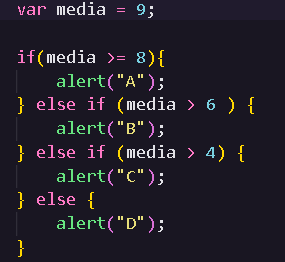 var media = 9;
if(media >= 8){
    alert("A");
} else if (media > 6 ) {
    alert("B");
} else if (media > 4) {
    alert("C");
} else {
    alert("D");
}